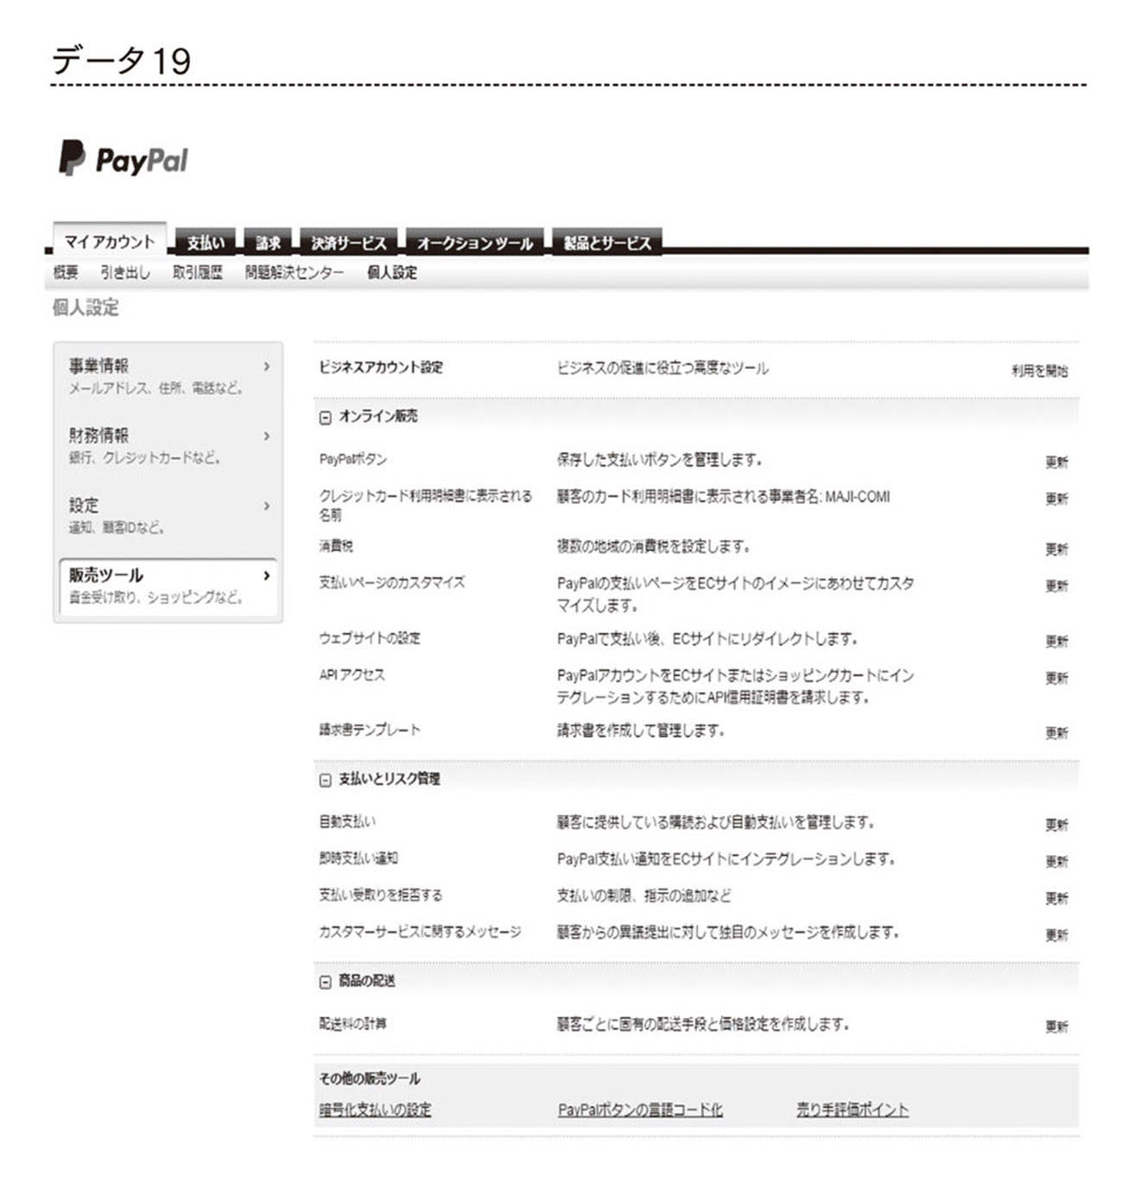 データ19
PayPal
マイアカウント 支払い 請求 決済サービス オークションツール 製品とサービス
概要 引き出し 取引履歴 問題解決センター 個人設定
個人設定
事業情報 >
メールアドレス、住所、電話など。
財務情報 >
銀行、クレジットカードなど。
設定 >
通知、顧客IDなど。
販売ツール >
資金受け取り、ショッピングなど。
ビジネスアカウント設定 ビジネスの促進に役立つ高度なツール 利用を開始
オンライン販売
PayPalボタン 保存した支払いボタンを管理します。 更新
クレジットカード利用明細書に表示される 顧客のカード利用明細書に表示される事業者名: MAJI-COMI 更新
名前
消費税 複数の地域の消費税を設定します。 更新
支払いページのカスタマイズ PayPalの支払いページをECサイトのイメージにあわせてカスタ 更新
マイズします。
ウェブサイトの設定 PayPalで支払い後、ECサイトにリダイレクトします。 更新
API アクセス PayPalアカウントをECサイトまたはショッピングカートにイン 更新
テグレーションするためにAPI信用証明書を請求します。
請求書テンプレート 請求書を作成して管理します。 更新
支払いとリスク管理
自動支払い 顧客に提供している購読および自動支払いを管理します。 更新
即時支払い通知 PayPal支払い通知をECサイトにインテグレーションします。 更新
支払い受取りを拒否する 支払いの制限、指示の追加など 更新
カスタマーサービスに関するメッセージ 顧客からの異議提出に対して独自のメッセージを作成します。 更新
商品の配送
配送料の計算 顧客ごとに固有の配送手段と価格設定を作成します。 更新
その他の販売ツール
暗号化支払いの設定 PayPalボタンの言語コード化 売り手評価ポイント